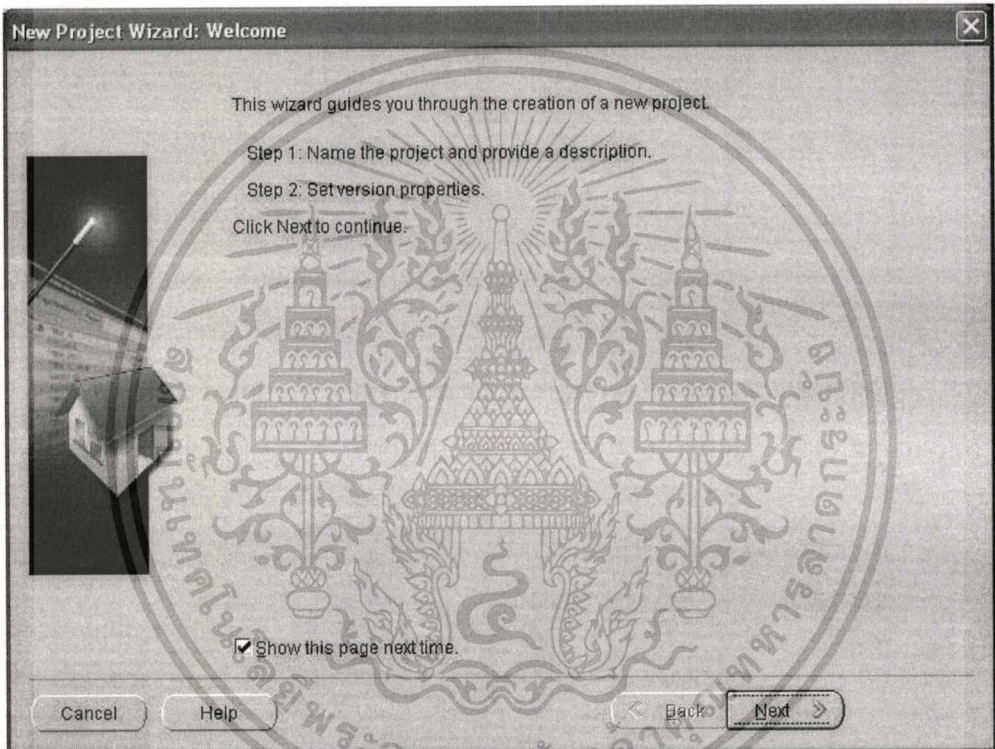 New Project Wizard: Welcome
This wizard guides you through the creation of a new project.
Step 1: Name the project and provide a description.
Step 2: Set version properties.
Click Next to continue.
Show this page next time.
Cancel
Help
< Back
Next >